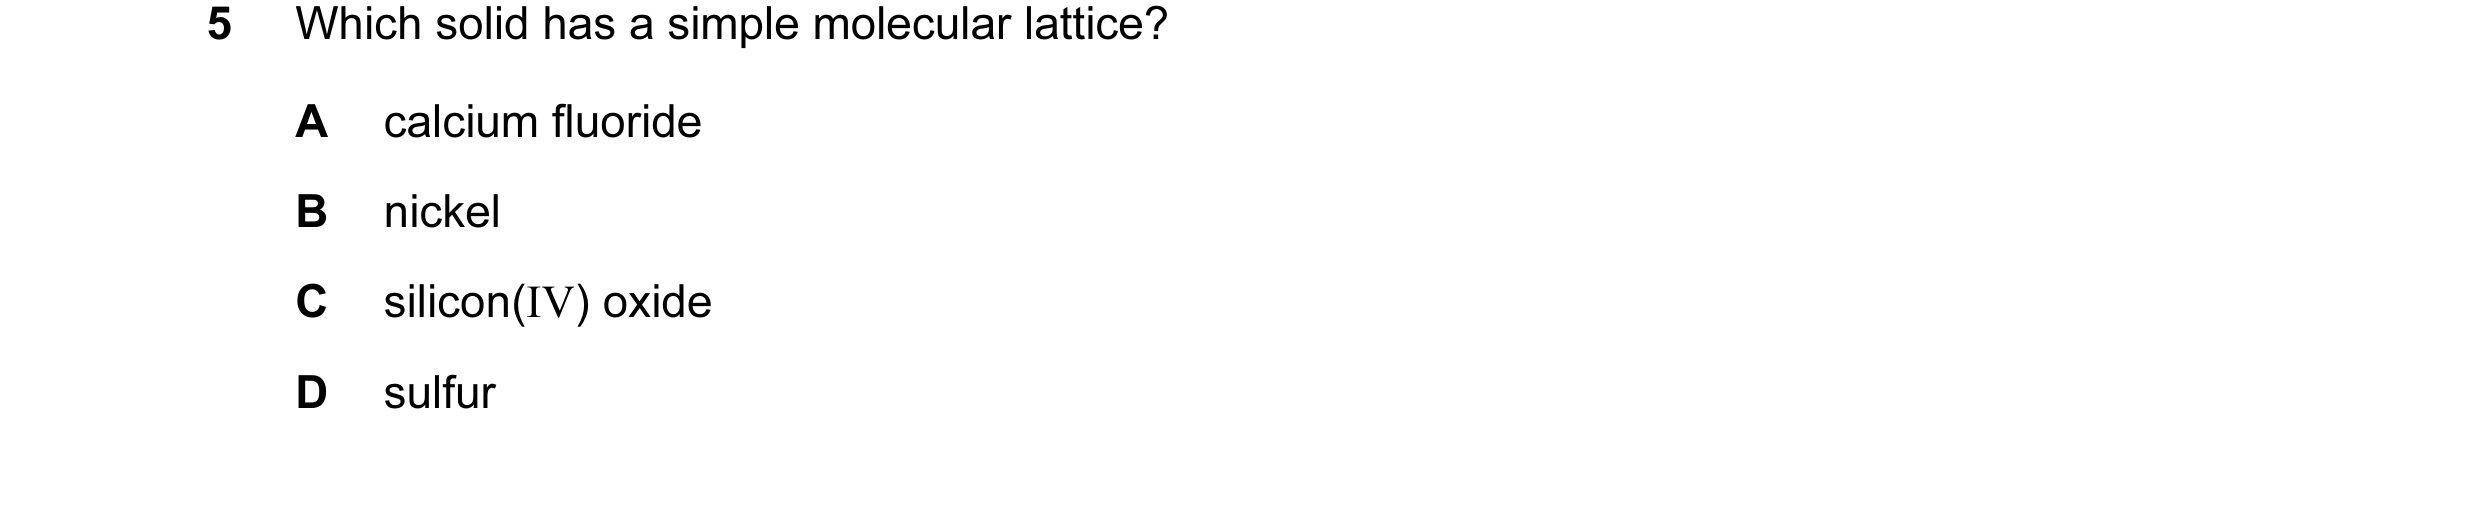 5 Which solid has a simple molecular lattice?
A calcium fluoride
B nickel
C silicon(IV) oxide
D sulfur